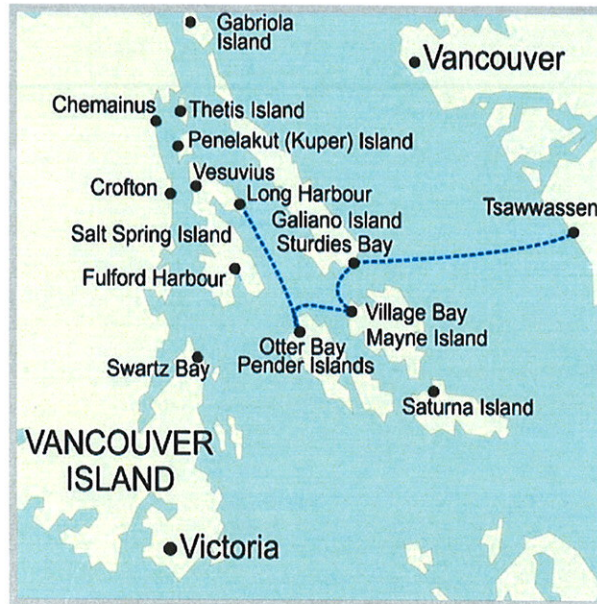 Gabriola
Island
Vancouver
Chemainus
Thetis Island
Penelakut (Kuper) Island
Vesuvius
Crofton
Long Harbour
Tsawwassen
Galiano Island
Salt Spring Island
Sturdies Bay
Fulford Harbour
Village Bay
Mayne Island
Otter Bay
Pender Islands
Swartz Bay
Saturna Island
VANCOUVER
ISLAND
Victoria